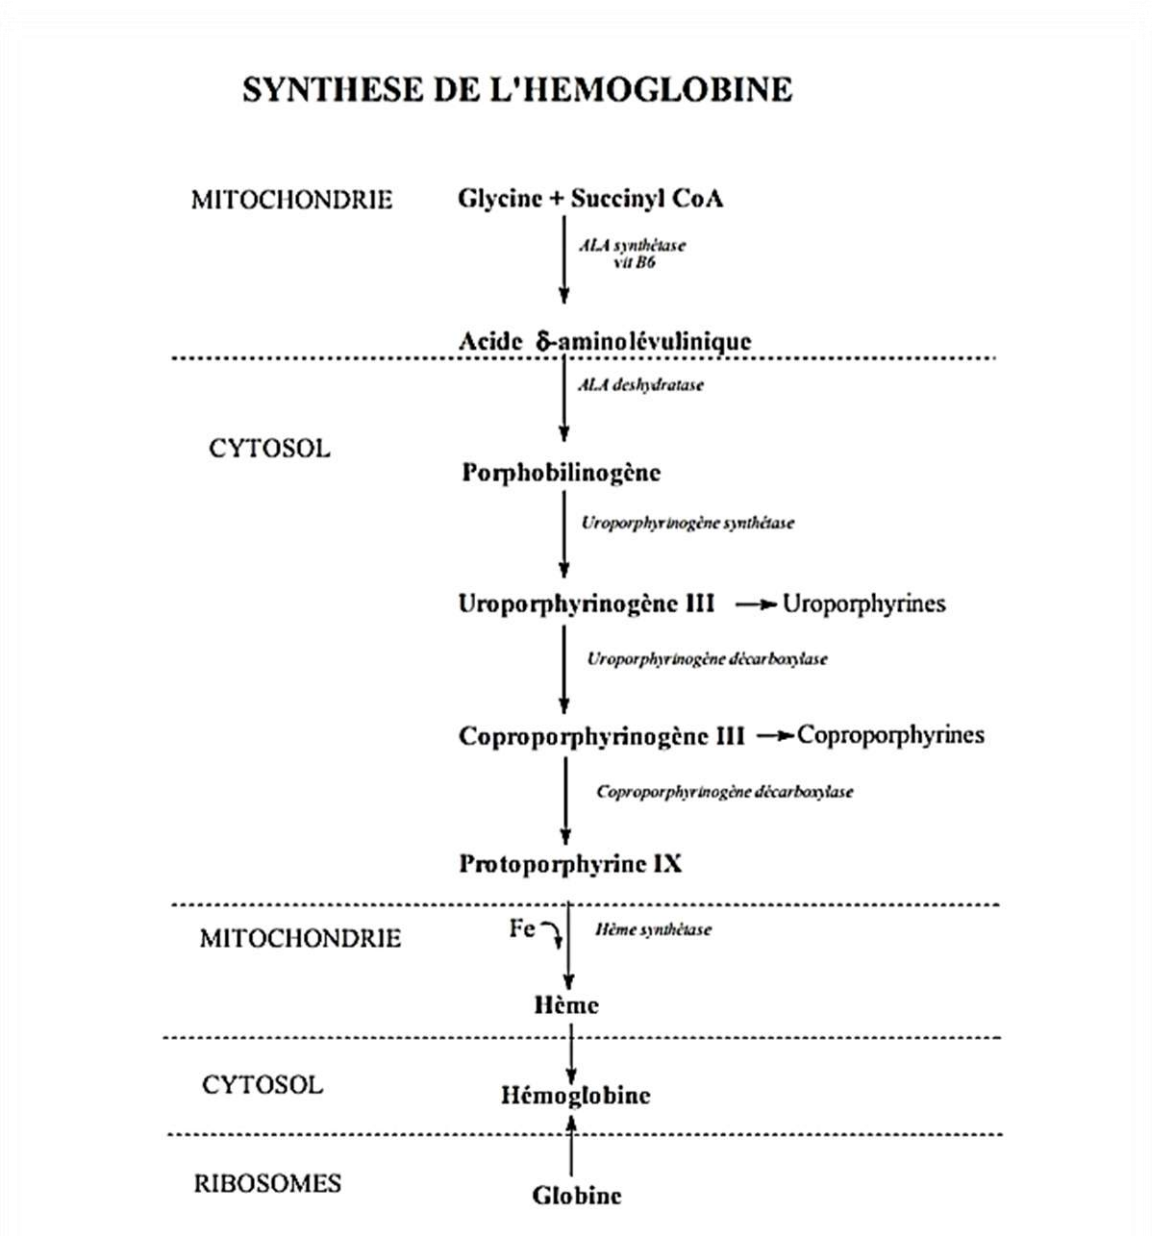 SYNTHESE DE L'HEMOGLOBINE
MITOCHONDRIE Glycine + Succinyl CoA
ALA synthétase
vit B6
Acide δ-aminolévulinique
ALA deshydratase
CYTOSOL
Porphobilinogène
Uroporphyrinogène synthétase
Uroporphyrinogène III Uroporphyrines
Uroporphyrinogène décarboxylase
Coproporphyrinogène III Coproporphyrines
Coproporphyrinogène décarboxylase
Protoporphyrine IX
MITOCHONDRIE Fe Hème synthétase
Hème
CYTOSOL
Hémoglobine
RIBOSOMES
Globine